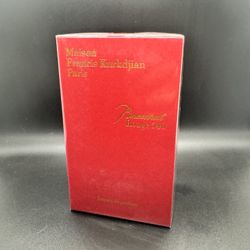 Maison
Francis Kurkdjian
Paris
Baccarat
Rouge 540